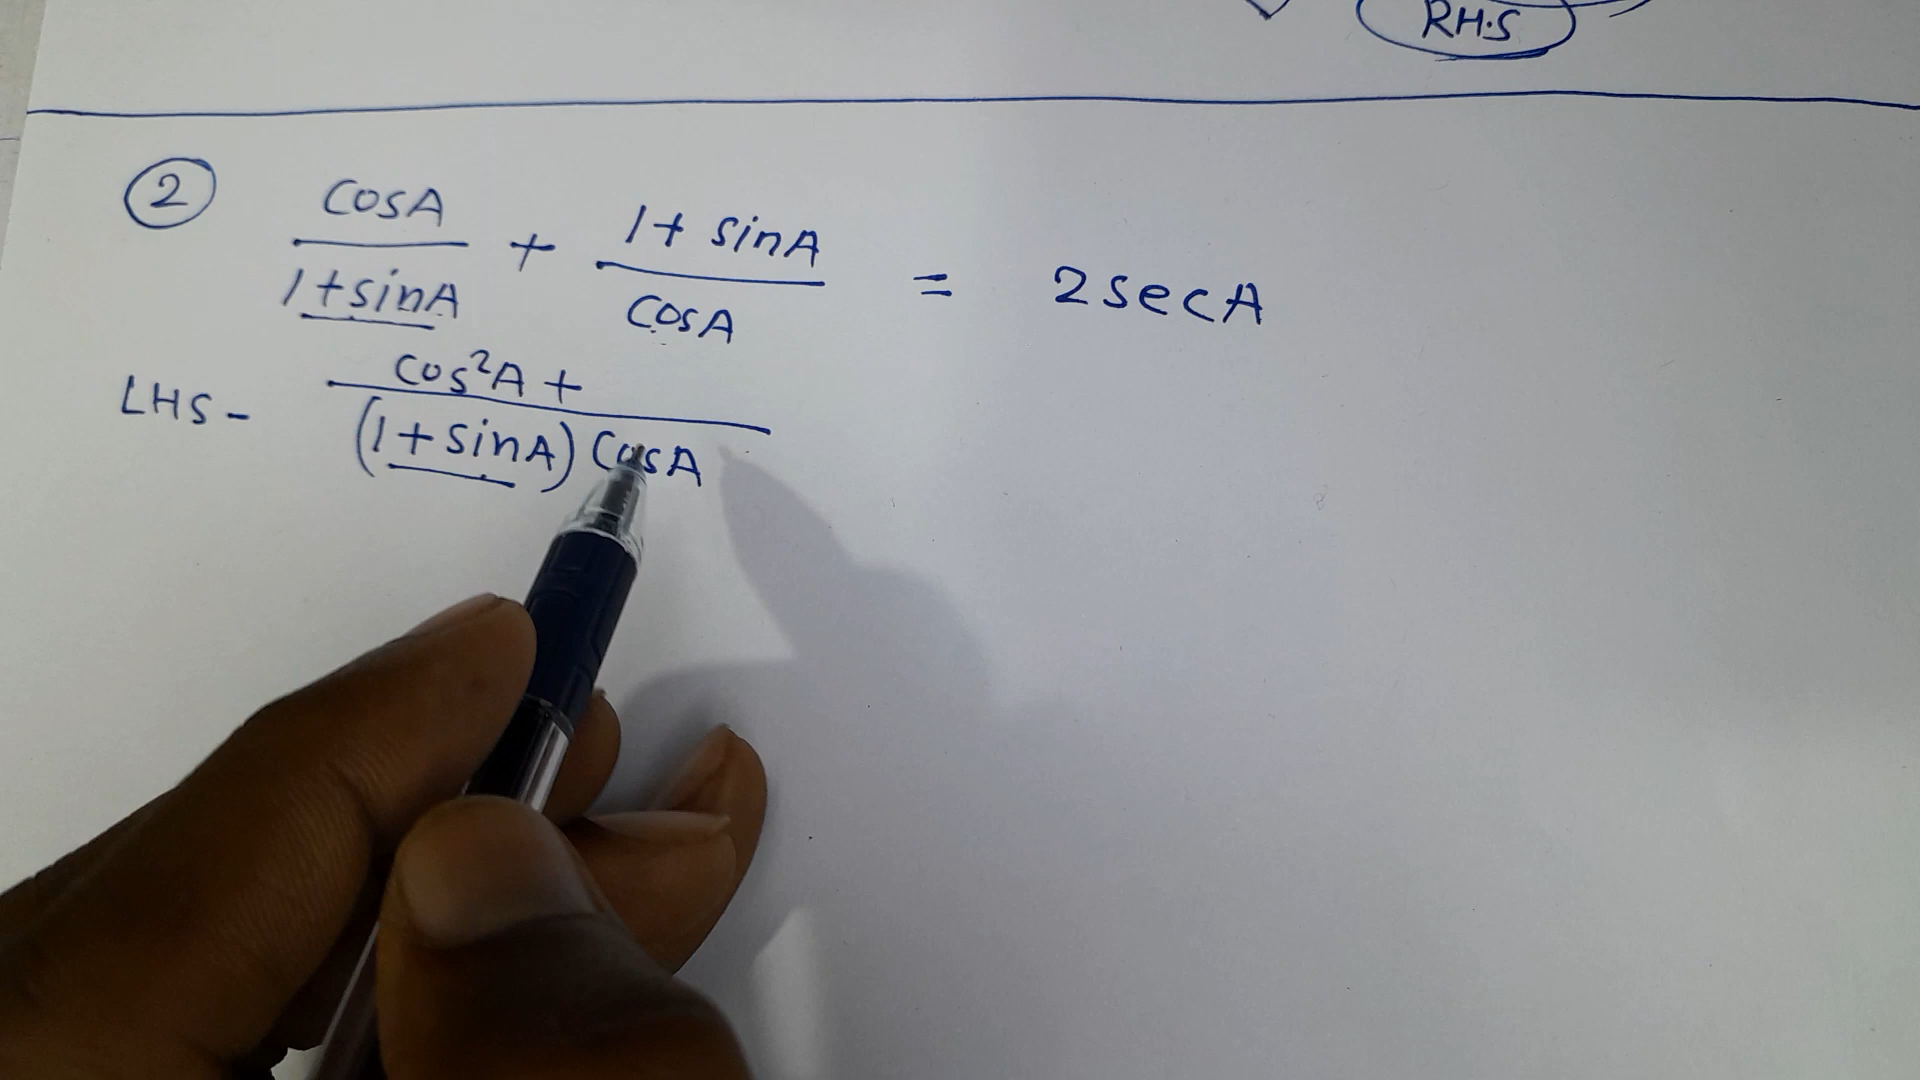 RH.S
② cosA/1+sinA + 1+ sinA/cosA = 2secA
LHS - cos²A +/(1+sinA) cosA